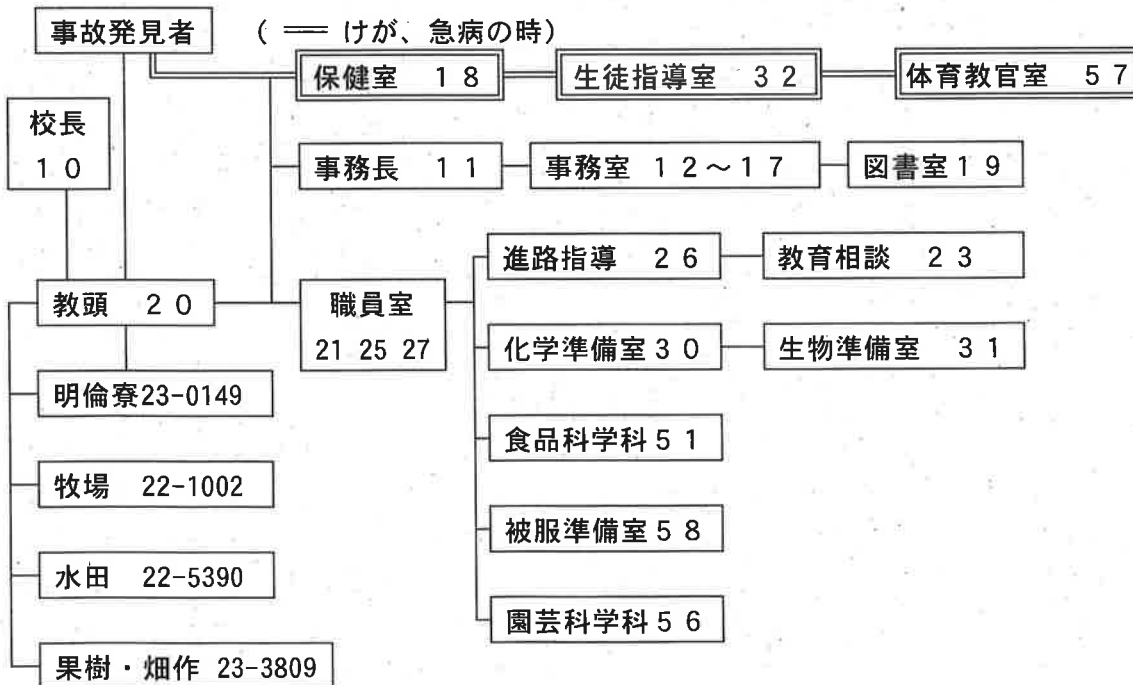 事故発見者 (══ けが、急病の時)
保健室 18 生徒指導室 32 体育教官室 57
校長
10
事務長 11 事務室 12～17 図書室19
進路指導 26 教育相談 23
教頭 20 職員室
21 25 27
化学準備室30 生物準備室 31
明倫寮23-0149
食品科学科51
牧場 22-1002
被服準備室58
水田 22-5390
園芸科学科56
果樹・畑作 23-3809